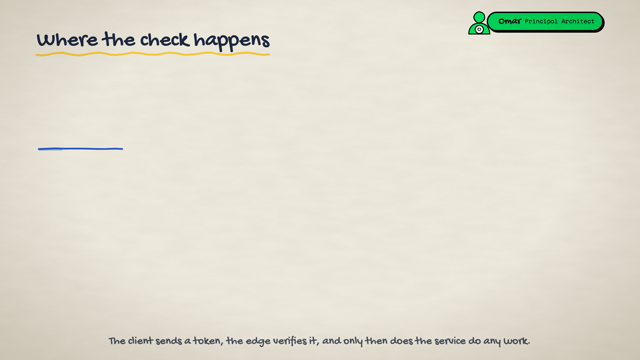 Where the check happens
Omar Principal Architect
The client sends a token, the edge verifies it, and only then does the service do any work.